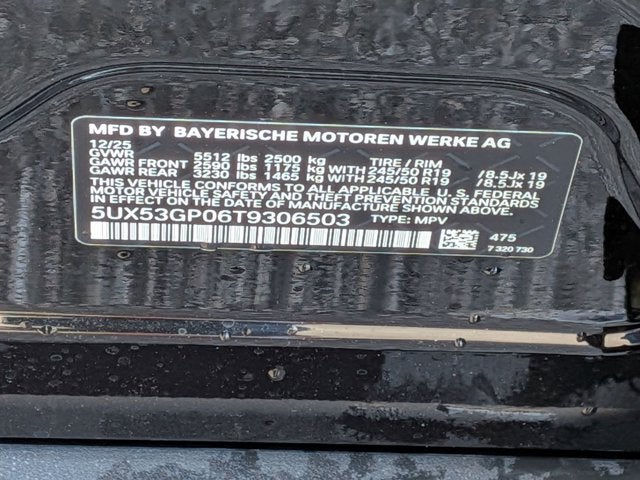 MFD BY BAYERISCHE MOTOREN WERKE AG
12/25
GVWR 5512 lbs 2500 kg TIRE / RIM
GAWR FRONT 2590 lbs 1175 kg WITH 245/50 R19 /8.5Jx19
GAWR REAR 3230 lbs 1465 kg WITH 245/50 R19 /8.5Jx19
THIS VEHICLE CONFORMS TO ALL APPLICABLE U.S. FEDERAL
MOTOR VEHICLE SAFETY AND THEFT PREVENTION STANDARDS
IN EFFECT ON THE DATE OF MANUFACTURE SHOWN ABOVE.
5UX53GP06T9306503 TYPE: MPV
475
7 320 730